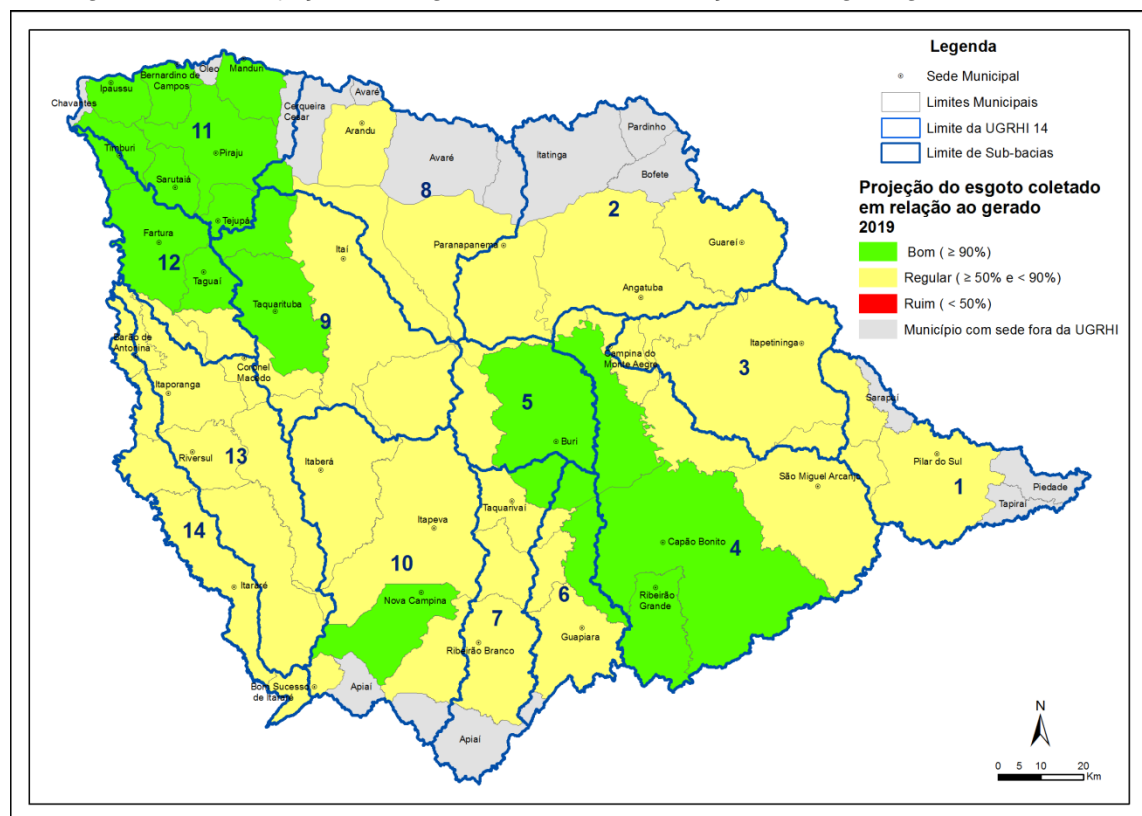 Legenda
Sede Municipal
Limites Municipais
Limite da UGRHI 14
Limite de Sub-bacias
Projeção do esgoto coletado
em relação ao gerado
2019
Bom ( ≥ 90%)
Regular ( ≥ 50% e < 90%)
Ruim ( < 50%)
Município com sede fora da UGRHI
Chavantes
Ipaussu
Bernardino de
Campos
Óleo
Manduri
Cerqueira
Cesar
Avaré
Arandu
11
Timburi
Piraju
Sarutaiá
Tejupá
Avaré
8
Itatinga
Pardinho
Bofete
2
Fartura
12
Taguaí
Itaí
Paranapanema
Guareí
Angatuba
Taquarituba
9
Barão de
Antonina
Coronel
Macedo
Itaporanga
Campina do
Monte Alegre
Itapetininga
3
5
Buri
Sarapuí
Riversul
13
Itaberá
Pilar do Sul
1
Piedade
Tapiraí
São Miguel Arcanjo
Taquarivaí
Itapeva
14
10
Capão Bonito
4
Itararé
Nova Campina
6
Ribeirão
Grande
7
Guapiara
Ribeirão Branco
Bom Sucesso
de Itararé
Apiaí
Apiaí
N
0 5 10 20
Km